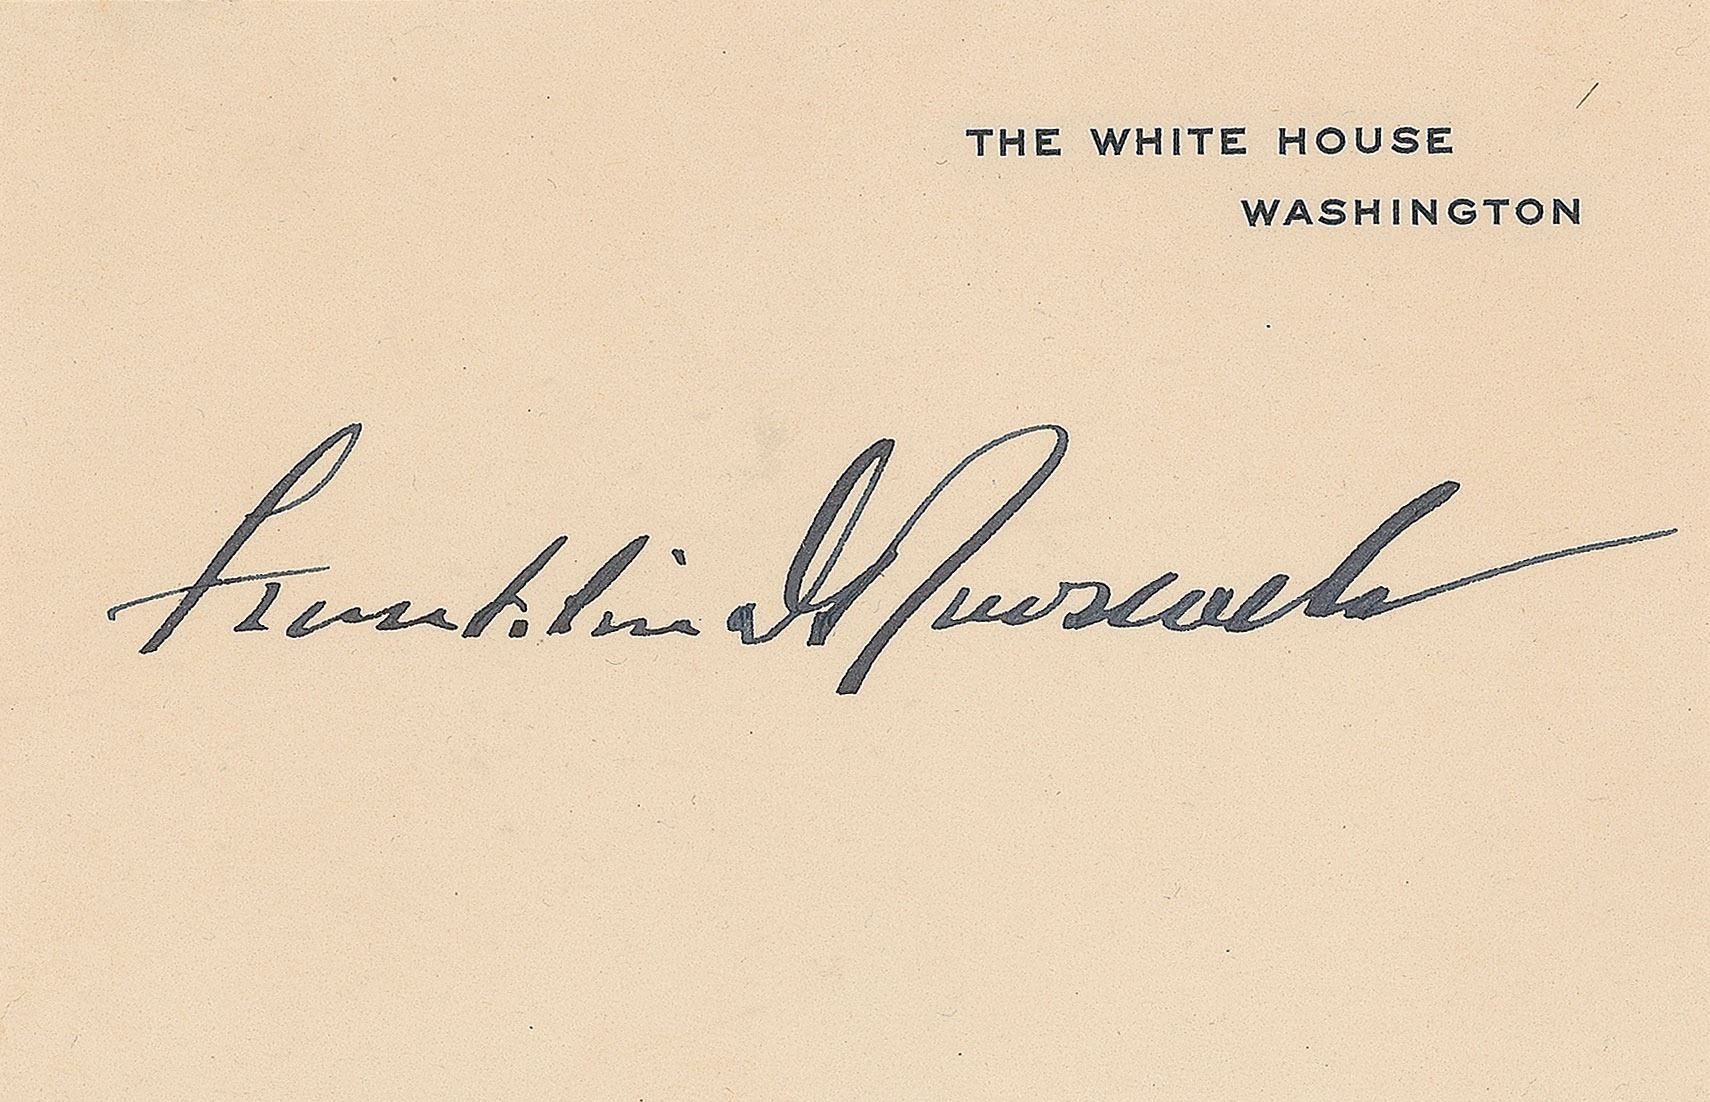 THE WHITE HOUSE
WASHINGTON
Franklin D Roosevelt